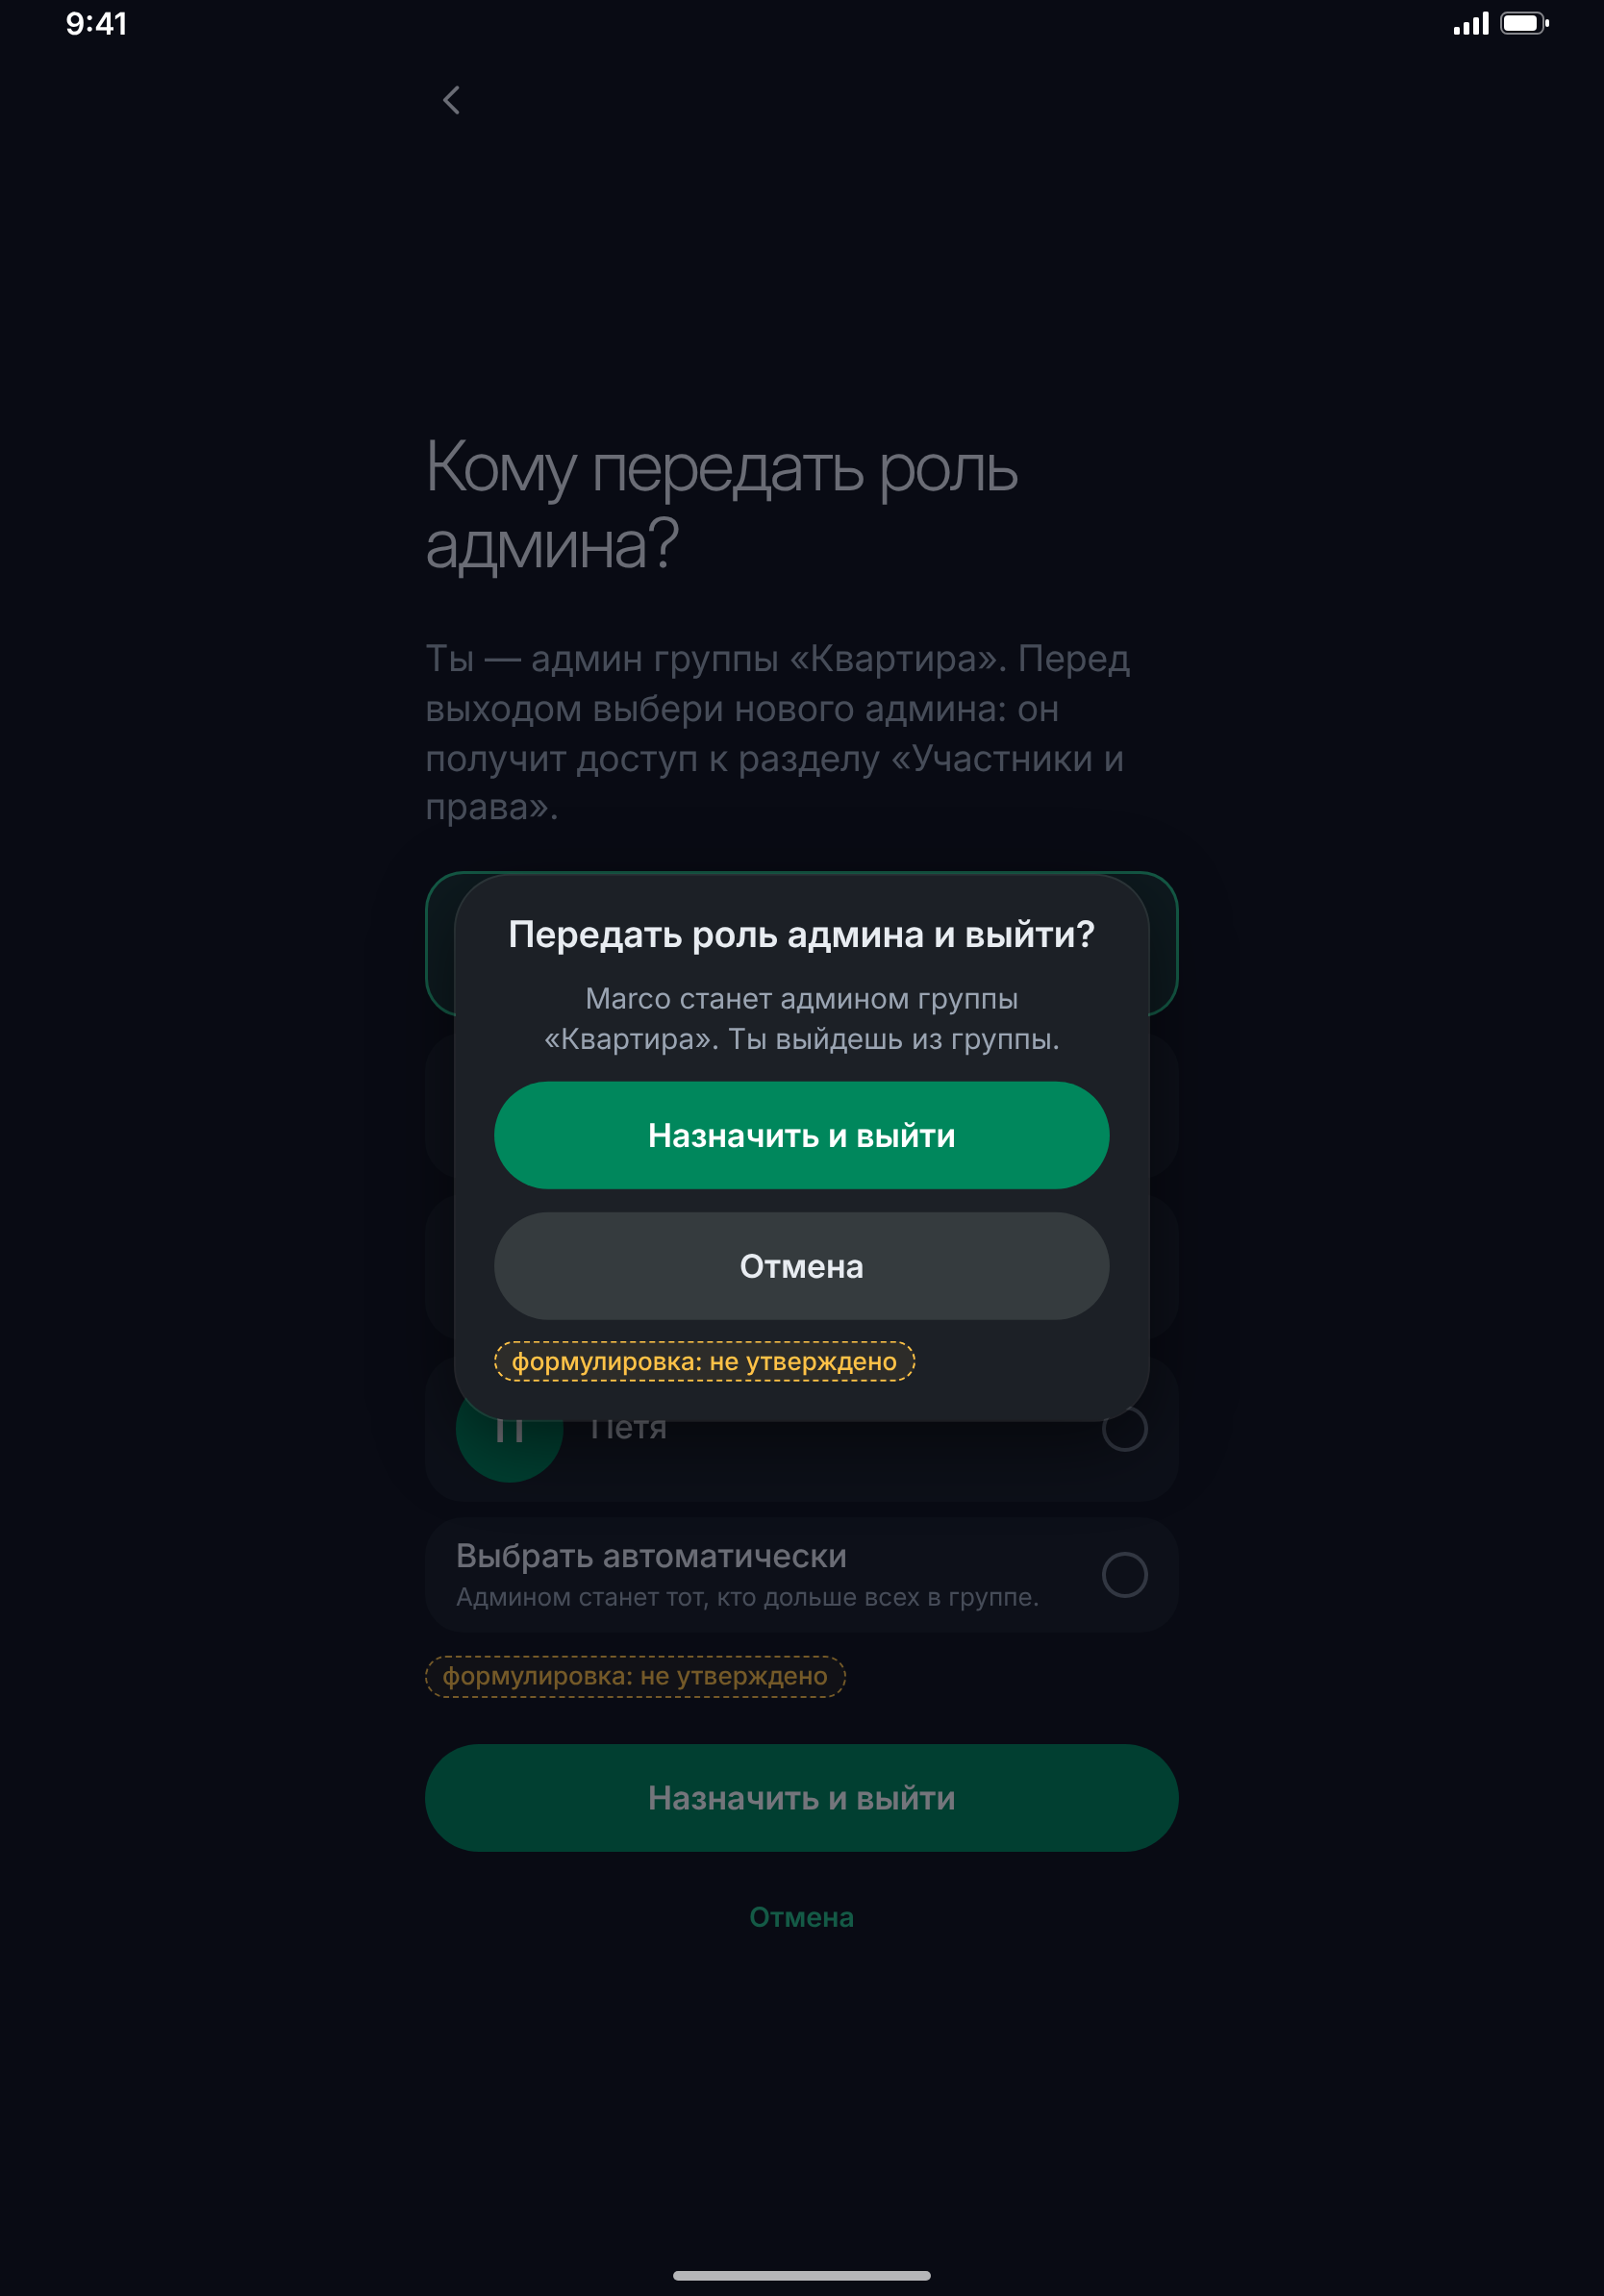 9:41
Кому передать роль
админа?
Ты — админ группы «Квартира». Перед
выходом выбери нового админа: он
получит доступ к разделу «Участники и
права».
Передать роль админа и выйти?
Marco станет админом группы
«Квартира». Ты выйдешь из группы.
Назначить и выйти
Отмена
формулировка: не утверждено
П Петя
Выбрать автоматически
Админом станет тот, кто дольше всех в группе.
формулировка: не утверждено
Назначить и выйти
Отмена